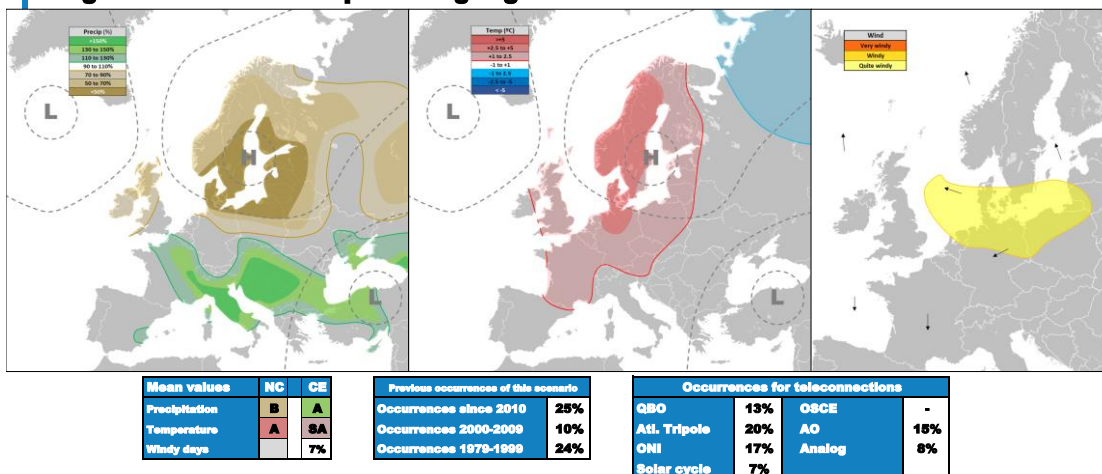 Precip (%)
>150%
130 to 150%
110 to 130%
90 to 110%
70 to 90%
50 to 70%
<50%
L
H
L
Temp (ºC)
>+5
+2.5 to +5
+1 to 2.5
-1 to +1
-1 to 2.5
-2.5 to -5
< -5
L
H
L
Wind
Very windy
Windy
Quite windy
Mean values NC CE
Precipitation B A
Temperature A SA
Windy days 7%
Previous occurrences of this scenario
Occurrences since 2010 25%
Occurrences 2000-2009 10%
Occurrences 1979-1999 24%
Occurrences for teleconnections
QBO 13% OSCE -
Atl. Tripole 20% AO 15%
ONI 17% Analog 8%
Solar cycle 7%